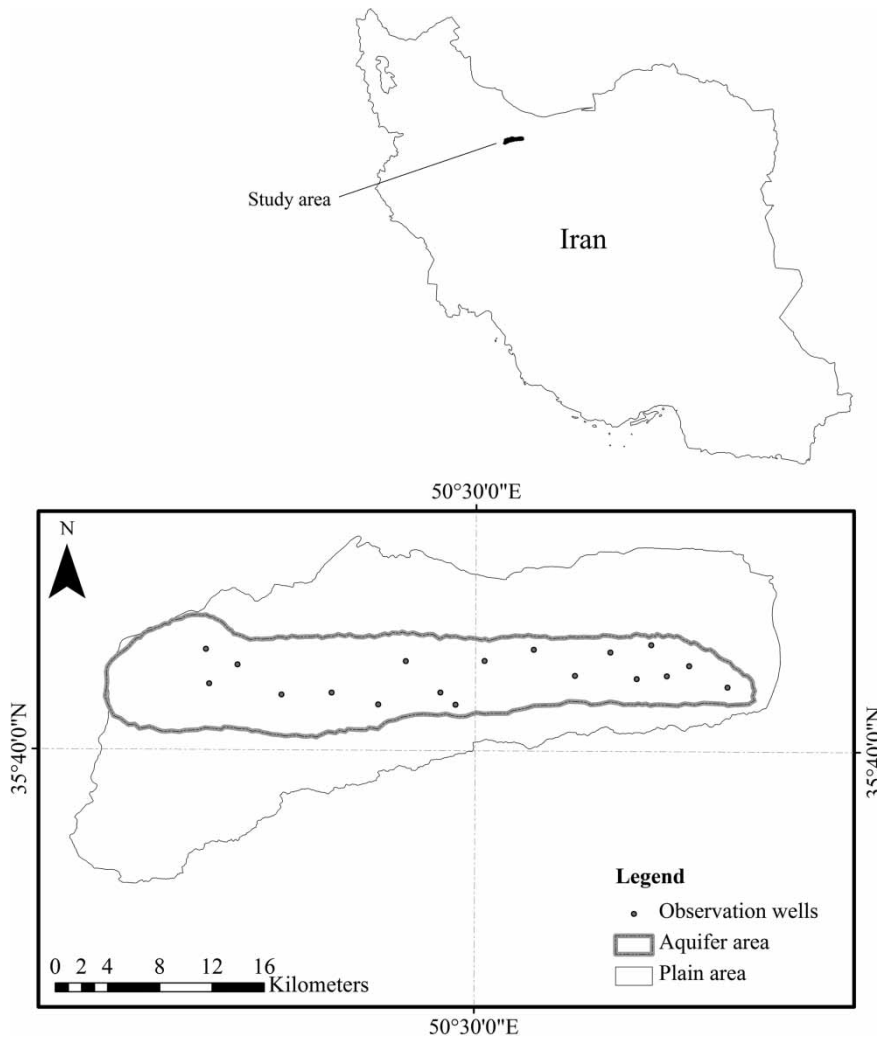 Study area
Iran
50°30'0"E
N
35°40'0"N
35°40'0"N
Legend
Observation wells
Aquifer area
Plain area
0 2 4 8 12 16
Kilometers
50°30'0"E